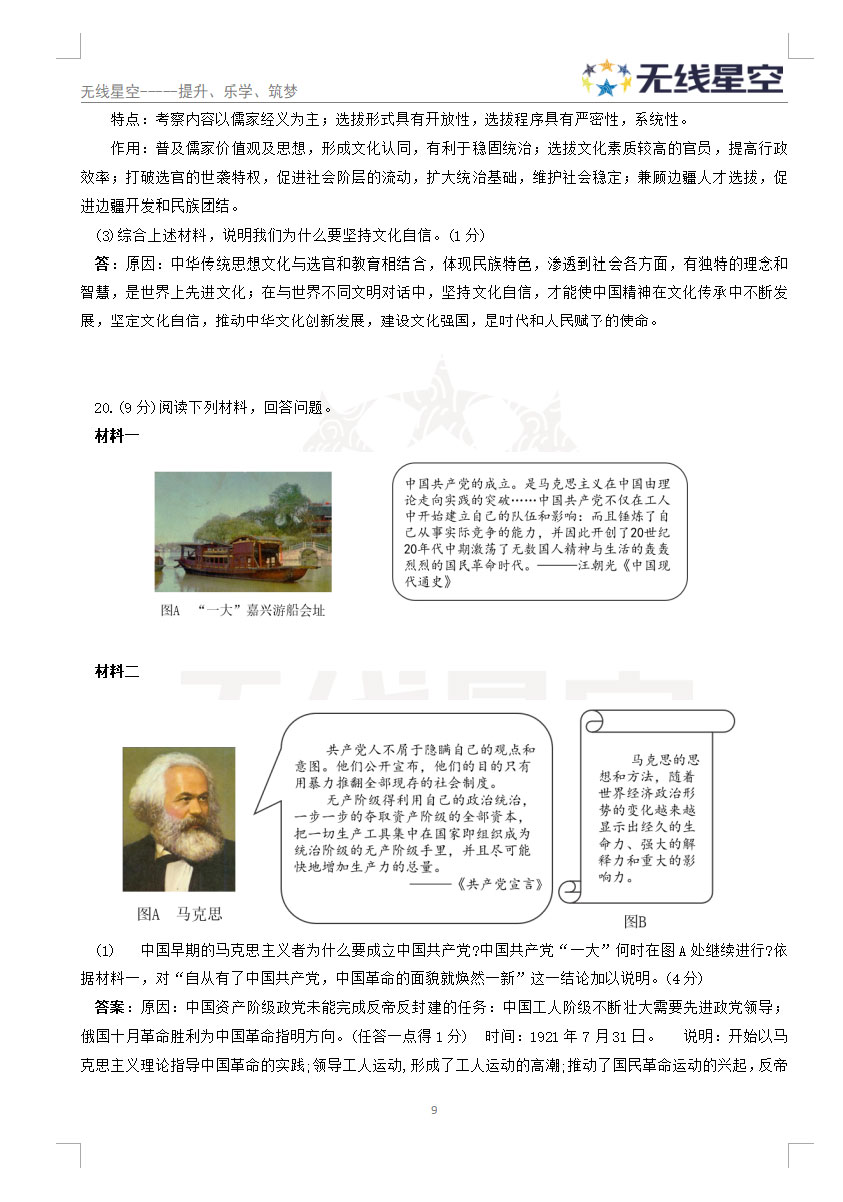 无线星空----提升、乐学、筑梦
无线星空
特点：考察内容以儒家经义为主；选拔形式具有开放性，选拔程序具有严密性，系统性。
作用：普及儒家价值观及思想，形成文化认同，有利于稳固统治；选拔文化素质较高的官员，提高行政
效率；打破选官的世袭特权，促进社会阶层的流动，扩大统治基础，维护社会稳定；兼顾边疆人才选拔，促
进边疆开发和民族团结。
(3)综合上述材料，说明我们为什么要坚持文化自信。(1 分)
答：原因：中华传统思想文化与选官和教育相结合，体现民族特色，渗透到社会各方面，有独特的理念和
智慧，是世界上先进文化；在与世界不同文明对话中，坚持文化自信，才能使中国精神在文化传承中不断发
展，坚定文化自信，推动中华文化创新发展，建设文化强国，是时代和人民赋予的使命。
20.(9 分)阅读下列材料，回答问题。
材料一
中国共产党的成立。是马克思主义在中国由理
论走向实践的突破……中国共产党不仅在工人
中开始建立自己的队伍和影响：而且锤炼了自
己从事实际竞争的能力，并因此开创了20世纪
20年代中期激荡了无数国人精神与生活的轰轰
烈烈的国民革命时代。———汪朝光《中国现
代通史》
图A “一大”嘉兴游船会址
材料二
共产党人不屑于隐瞒自己的观点和
意图。他们公开宣布，他们的目的只有
用暴力推翻全部现存的社会制度。
无产阶级得利用自己的政治统治，
一步一步的夺取资产阶级的全部资本，
把一切生产工具集中在国家即组织成为
统治阶级的无产阶级手里，并且尽可能
快地增加生产力的总量。
———《共产党宣言》
马克思的思
想和方法，随着
世界经济政治形
势的变化越来越
显示出经久的生
命力、强大的解
释力和重大的影
响力。
图A 马克思
图B
(1) 中国早期的马克思主义者为什么要成立中国共产党?中国共产党“一大”何时在图 A 处继续进行?依
据材料一，对“自从有了中国共产党，中国革命的面貌就焕然一新”这一结论加以说明。(4 分)
答案：原因：中国资产阶级政党未能完成反帝反封建的任务：中国工人阶级不断壮大需要先进政党领导；
俄国十月革命胜利为中国革命指明方向。(任答一点得 1 分) 时间：1921 年 7 月 31 日。 说明：开始以马
克思主义理论指导中国革命的实践;领导工人运动,形成了工人运动的高潮;推动了国民革命运动的兴起，反帝
9